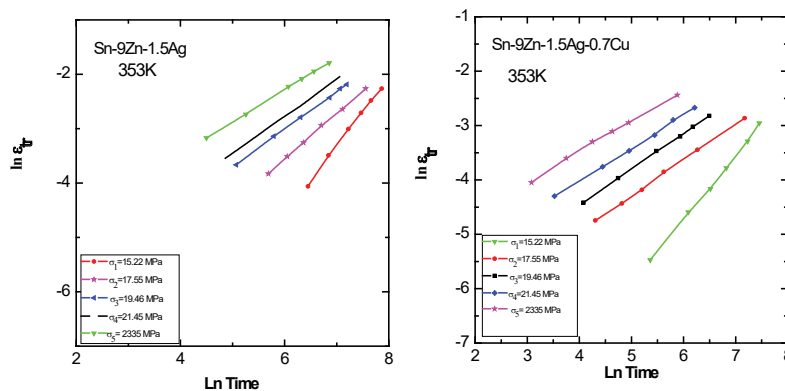 Sn-9Zn-1.5Ag
353K
ln εtr
-2
-4
-6
2
4
6
8
Ln Time
σ1=15.22 MPa
σ2=17.55 MPa
σ3=19.46 MPa
σ4=21.45 MPa
σ5= 2335 MPa
Sn-9Zn-1.5Ag-0.7Cu
353K
ln εtr
-1
-2
-3
-4
-5
-6
-7
2
3
4
5
6
7
8
Ln Time
σ1=15.22 MPa
σ2=17.55 MPa
σ3=19.46 MPa
σ4=21.45 MPa
σ5= 2335 MPa